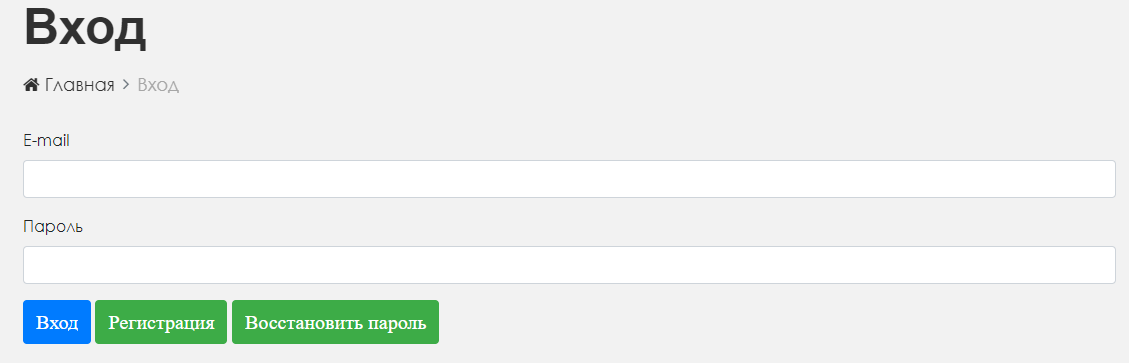 Вход
Главная > Вход
E-mail
Пароль
Вход Регистрация Восстановить пароль